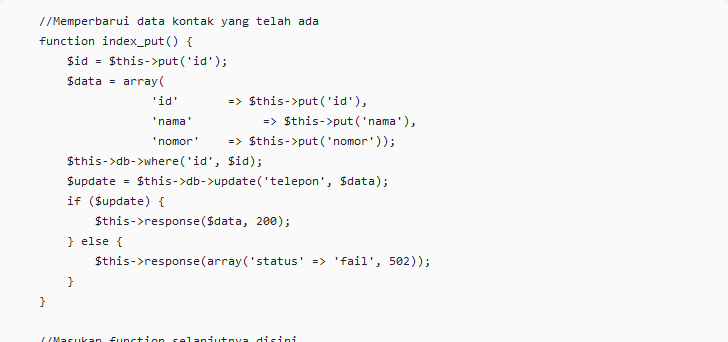 //Memperbarui data kontak yang telah ada
function index_put() {
$id = $this->put('id');
$data = array(
'id' => $this->put('id'),
'nama' => $this->put('nama'),
'nomor' => $this->put('nomor'));
$this->db->where('id', $id);
$update = $this->db->update('telepon', $data);
if ($update) {
$this->response($data, 200);
} else {
$this->response(array('status' => 'fail', 502));
}
}
//Masukan function selanjutnya disini